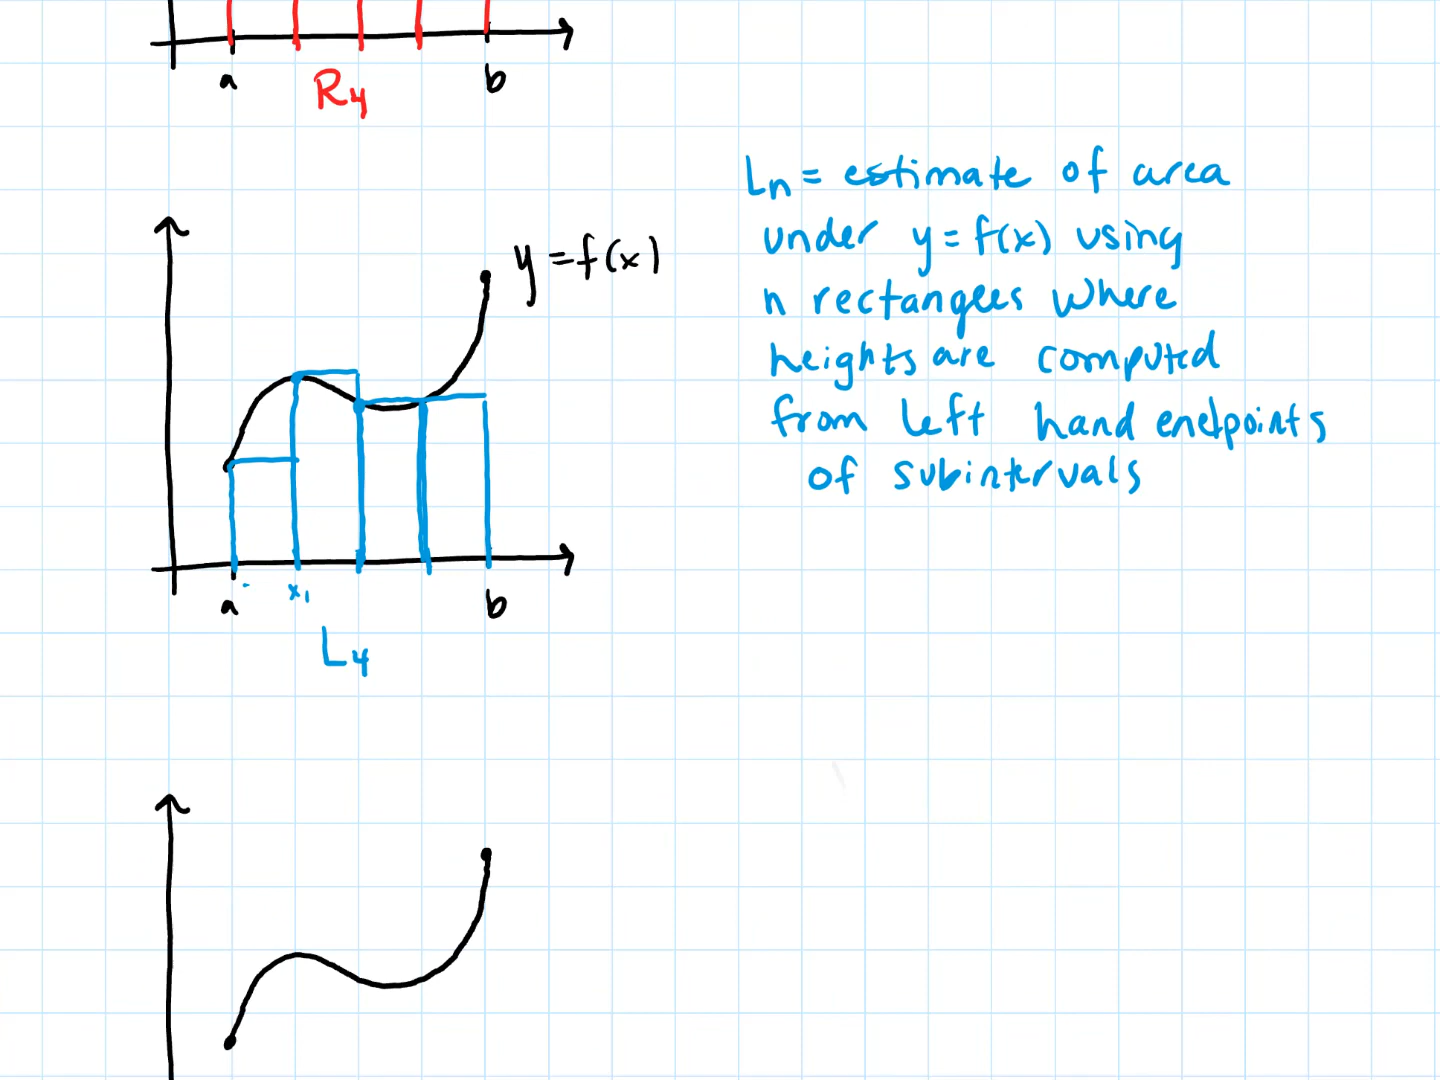 a
R4
b
Ln = estimate of area
under y = f(x) using
n rectangles where
heights are computed
from left hand endpoints
of subintervals
y = f(x)
a
x1
b
L4